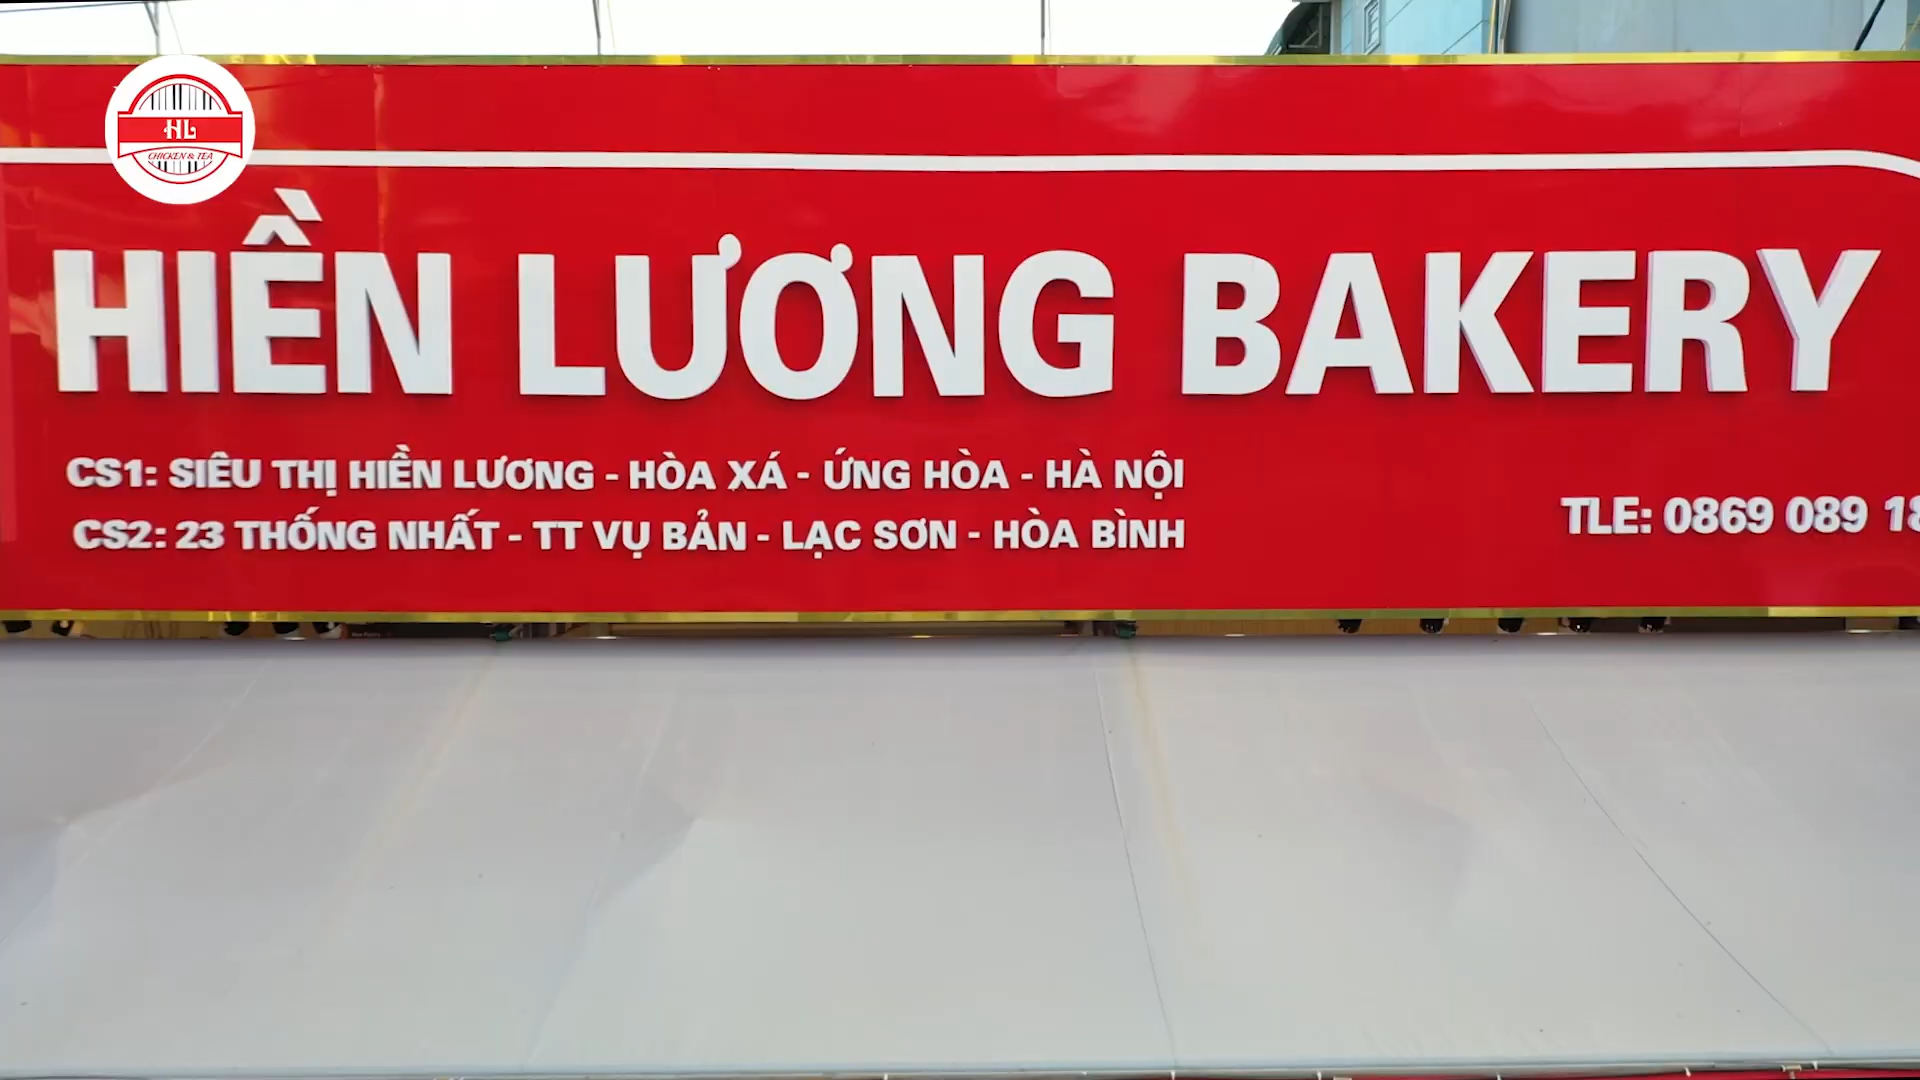 HL
CHICKEN & TEA
HIỀN LƯƠNG BAKERY
CS1: SIÊU THỊ HIỀN LƯƠNG - HÒA XÁ - ỨNG HÒA - HÀ NỘI
CS2: 23 THỐNG NHẤT - TT VỤ BẢN - LẠC SƠN - HÒA BÌNH
TLE: 0869 089 18